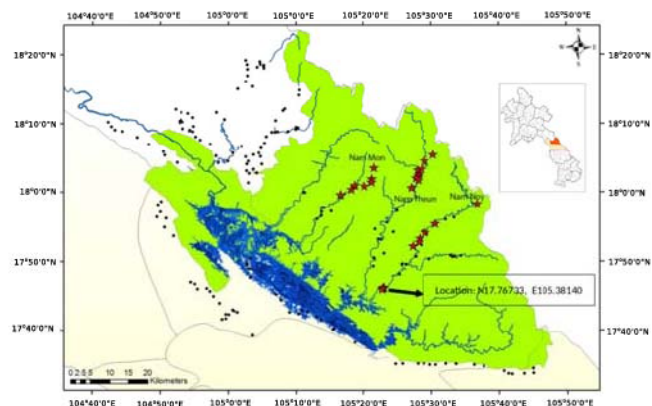 104°40'0"E 104°50'0"E 105°0'0"E 105°10'0"E 105°20'0"E 105°30'0"E 105°40'0"E 105°50'0"E
18°20'0"N
18°20'0"N
18°10'0"N
18°10'0"N
Nam Mon
18°0'0"N
Nam Theun
Nam Noy
18°0'0"N
17°50'0"N
17°50'0"N
Location: N17.76733, E105.38140
17°40'0"N
17°40'0"N
0 2.5 5 10 15 20
Kilometers
104°40'0"E 104°50'0"E 105°0'0"E 105°10'0"E 105°20'0"E 105°30'0"E 105°40'0"E 105°50'0"E